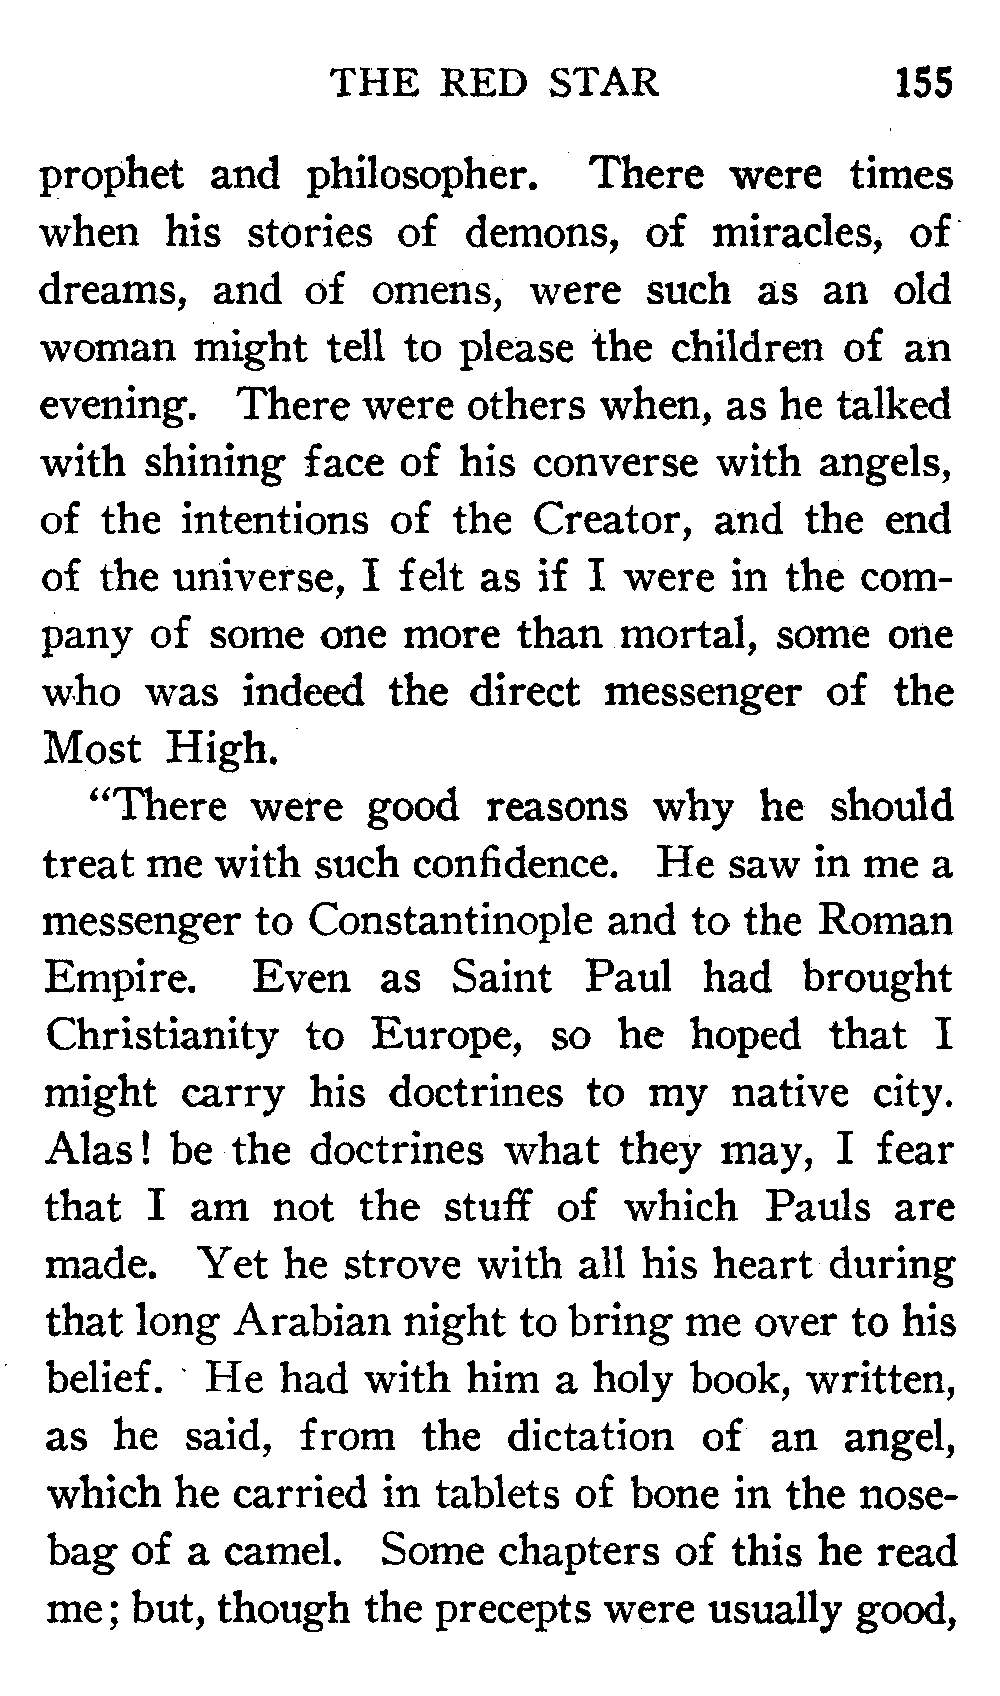 THE RED STAR 155
prophet and philosopher. There were times
when his stories of demons, of miracles, of
dreams, and of omens, were such as an old
woman might tell to please the children of an
evening. There were others when, as he talked
with shining face of his converse with angels,
of the intentions of the Creator, and the end
of the universe, I felt as if I were in the com-
pany of some one more than mortal, some one
who was indeed the direct messenger of the
Most High.
“There were good reasons why he should
treat me with such confidence. He saw in me a
messenger to Constantinople and to the Roman
Empire. Even as Saint Paul had brought
Christianity to Europe, so he hoped that I
might carry his doctrines to my native city.
Alas! be the doctrines what they may, I fear
that I am not the stuff of which Pauls are
made. Yet he strove with all his heart during
that long Arabian night to bring me over to his
belief. He had with him a holy book, written,
as he said, from the dictation of an angel,
which he carried in tablets of bone in the nose-
bag of a camel. Some chapters of this he read
me; but, though the precepts were usually good,